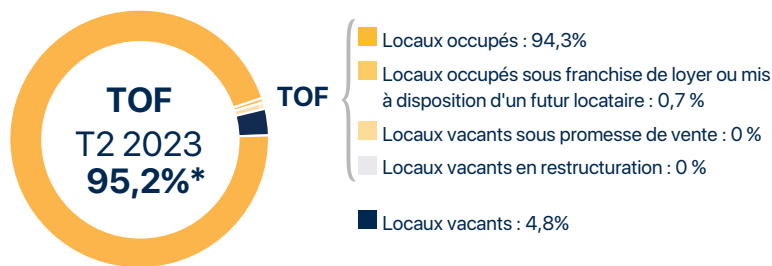 TOF
T2 2023
95,2%*
TOF
Locaux occupés : 94,3%
Locaux occupés sous franchise de loyer ou mis
à disposition d'un futur locataire : 0,7 %
Locaux vacants sous promesse de vente : 0 %
Locaux vacants en restructuration : 0 %
Locaux vacants : 4,8%